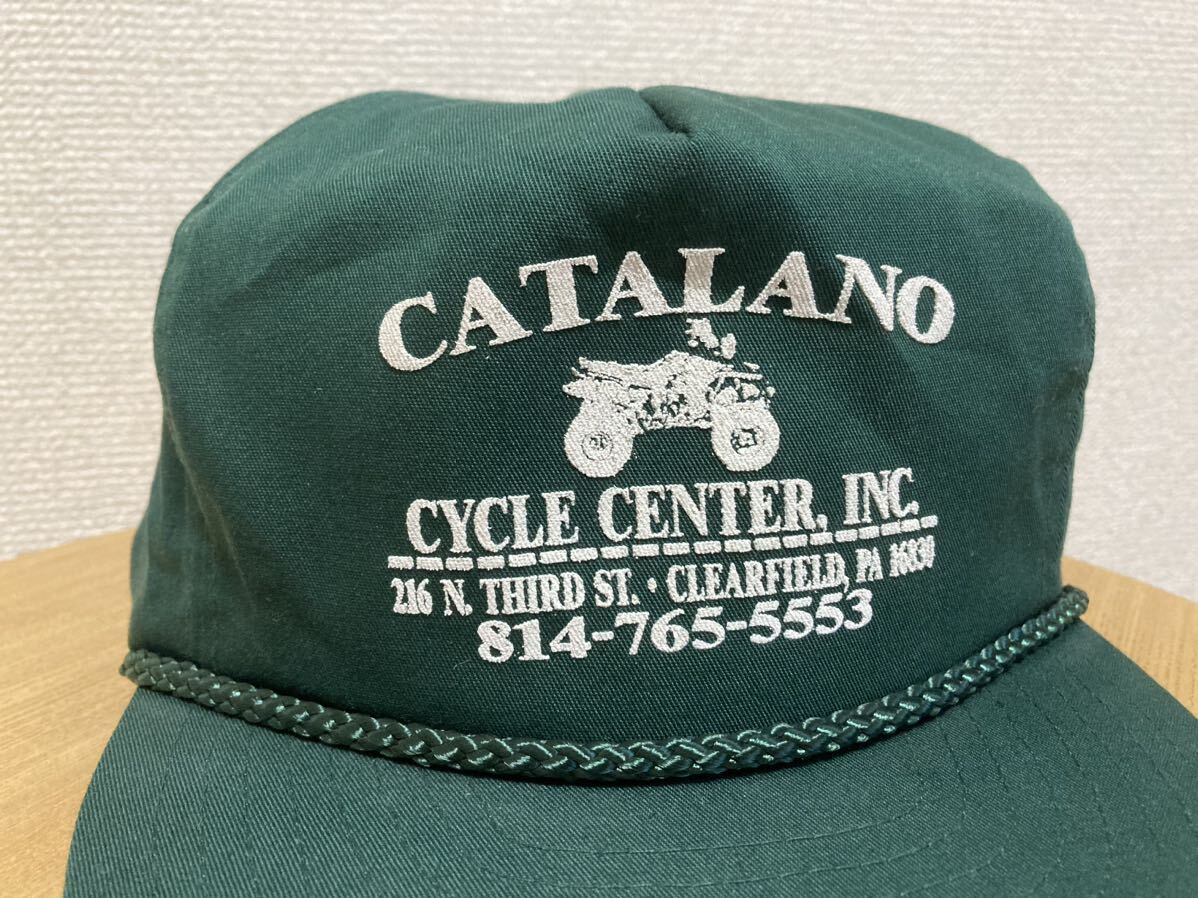 CATALANO
CYCLE CENTER, INC.
216 N. THIRD ST. • CLEARFIELD, PA 16830
814-765-5553